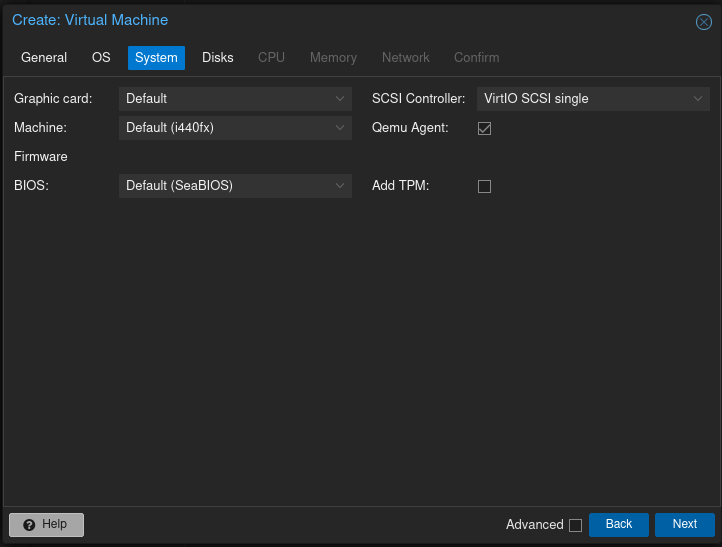 Create: Virtual Machine
General OS System Disks CPU Memory Network Confirm
Graphic card: Default SCSI Controller: VirtIO SCSI single
Machine: Default (i440fx) Qemu Agent:
Firmware
BIOS: Default (SeaBIOS) Add TPM:
? Help Advanced Back Next